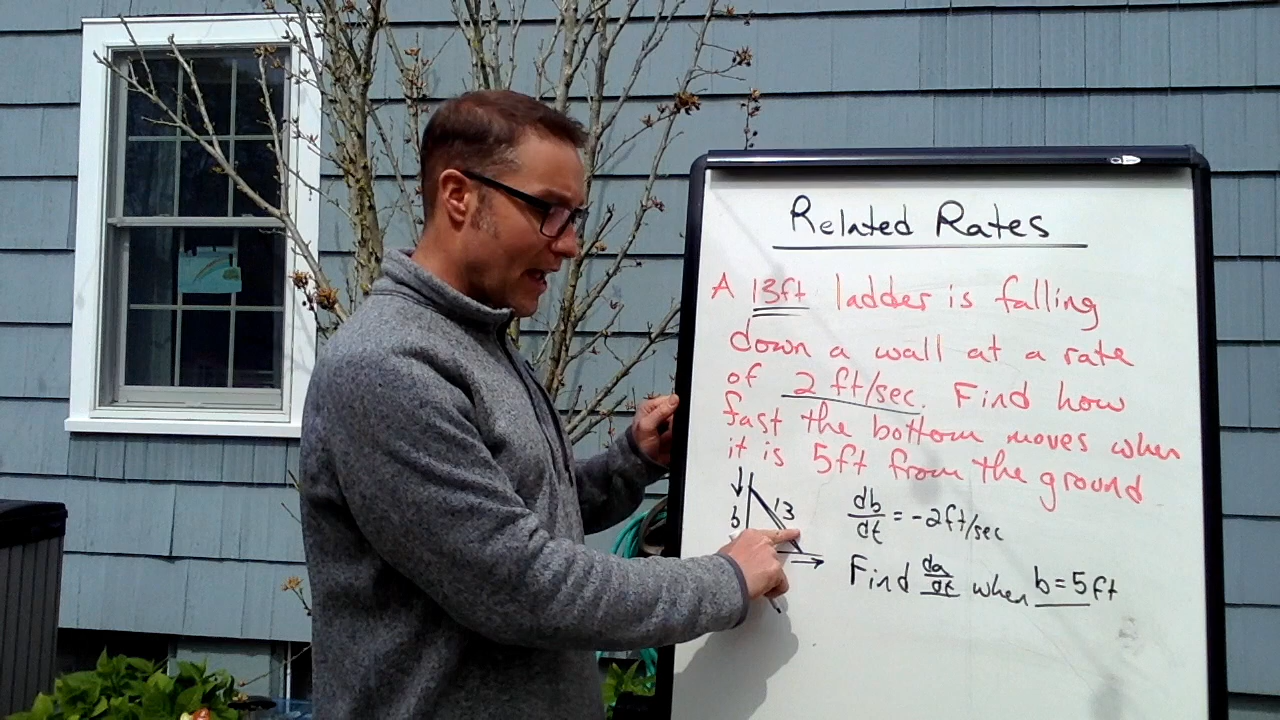 Related Rates
A 13ft ladder is falling
down a wall at a rate
of 2 ft/sec. Find how
fast the bottom moves when
it is 5ft from the ground
b
13
db/dt = -2ft/sec
Find da/dt when b = 5ft